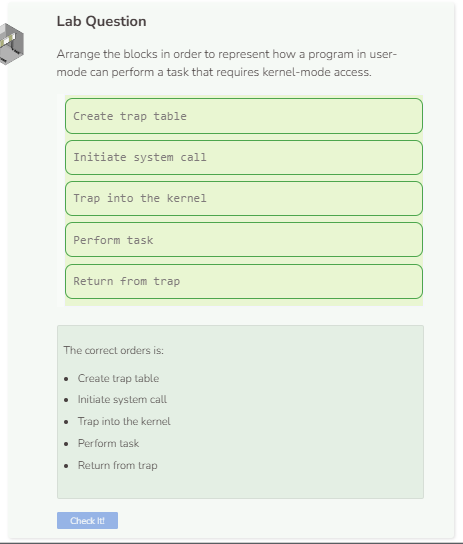 Lab Question
Arrange the blocks in order to represent how a program in user-
mode can perform a task that requires kernel-mode access.
Create trap table
Initiate system call
Trap into the kernel
Perform task
Return from trap
The correct orders is:
• Create trap table
• Initiate system call
• Trap into the kernel
• Perform task
• Return from trap
Check It!